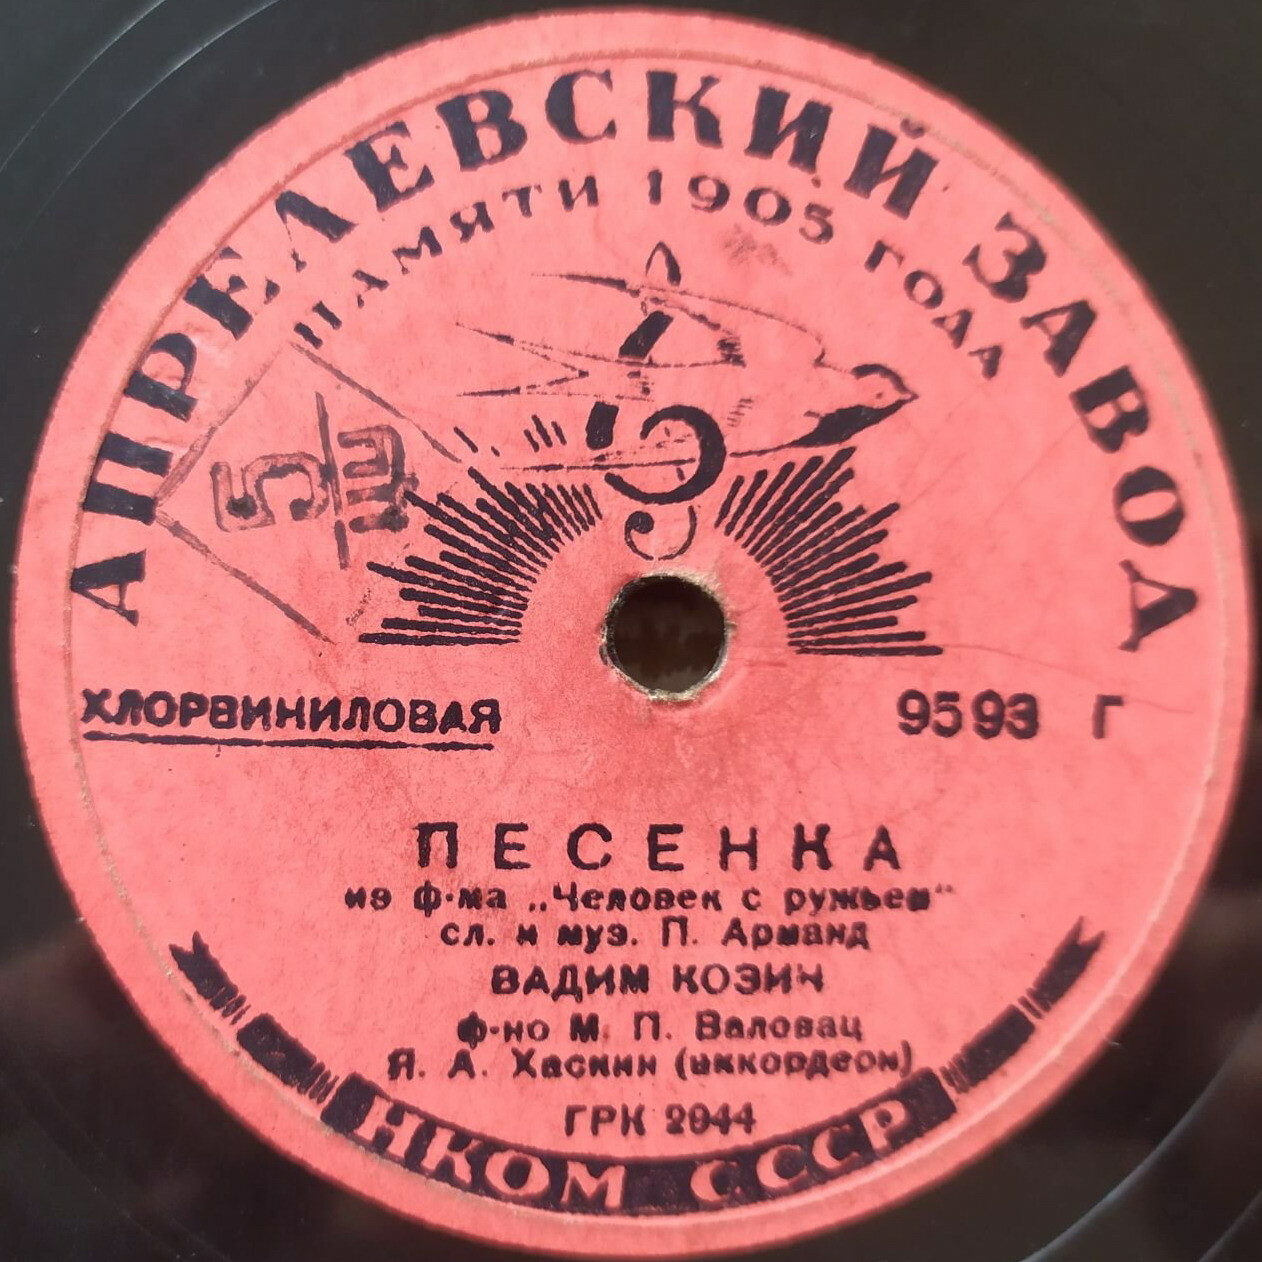 АПРЕЛЕВСКИЙ ЗАВОД
ПАМЯТИ 1905 ГОДА
5
ХЛОРВИНИЛОВАЯ
9593 Г
ПЕСЕНКА
из ф-ма „Человек с ружьем"
сл. и муз. П. Арманд
ВАДИМ КОЗИН
ф-но М. П. Валовац
Я. А. Хаскин (аккордеон)
ГРК 2944
НКОМ СССР